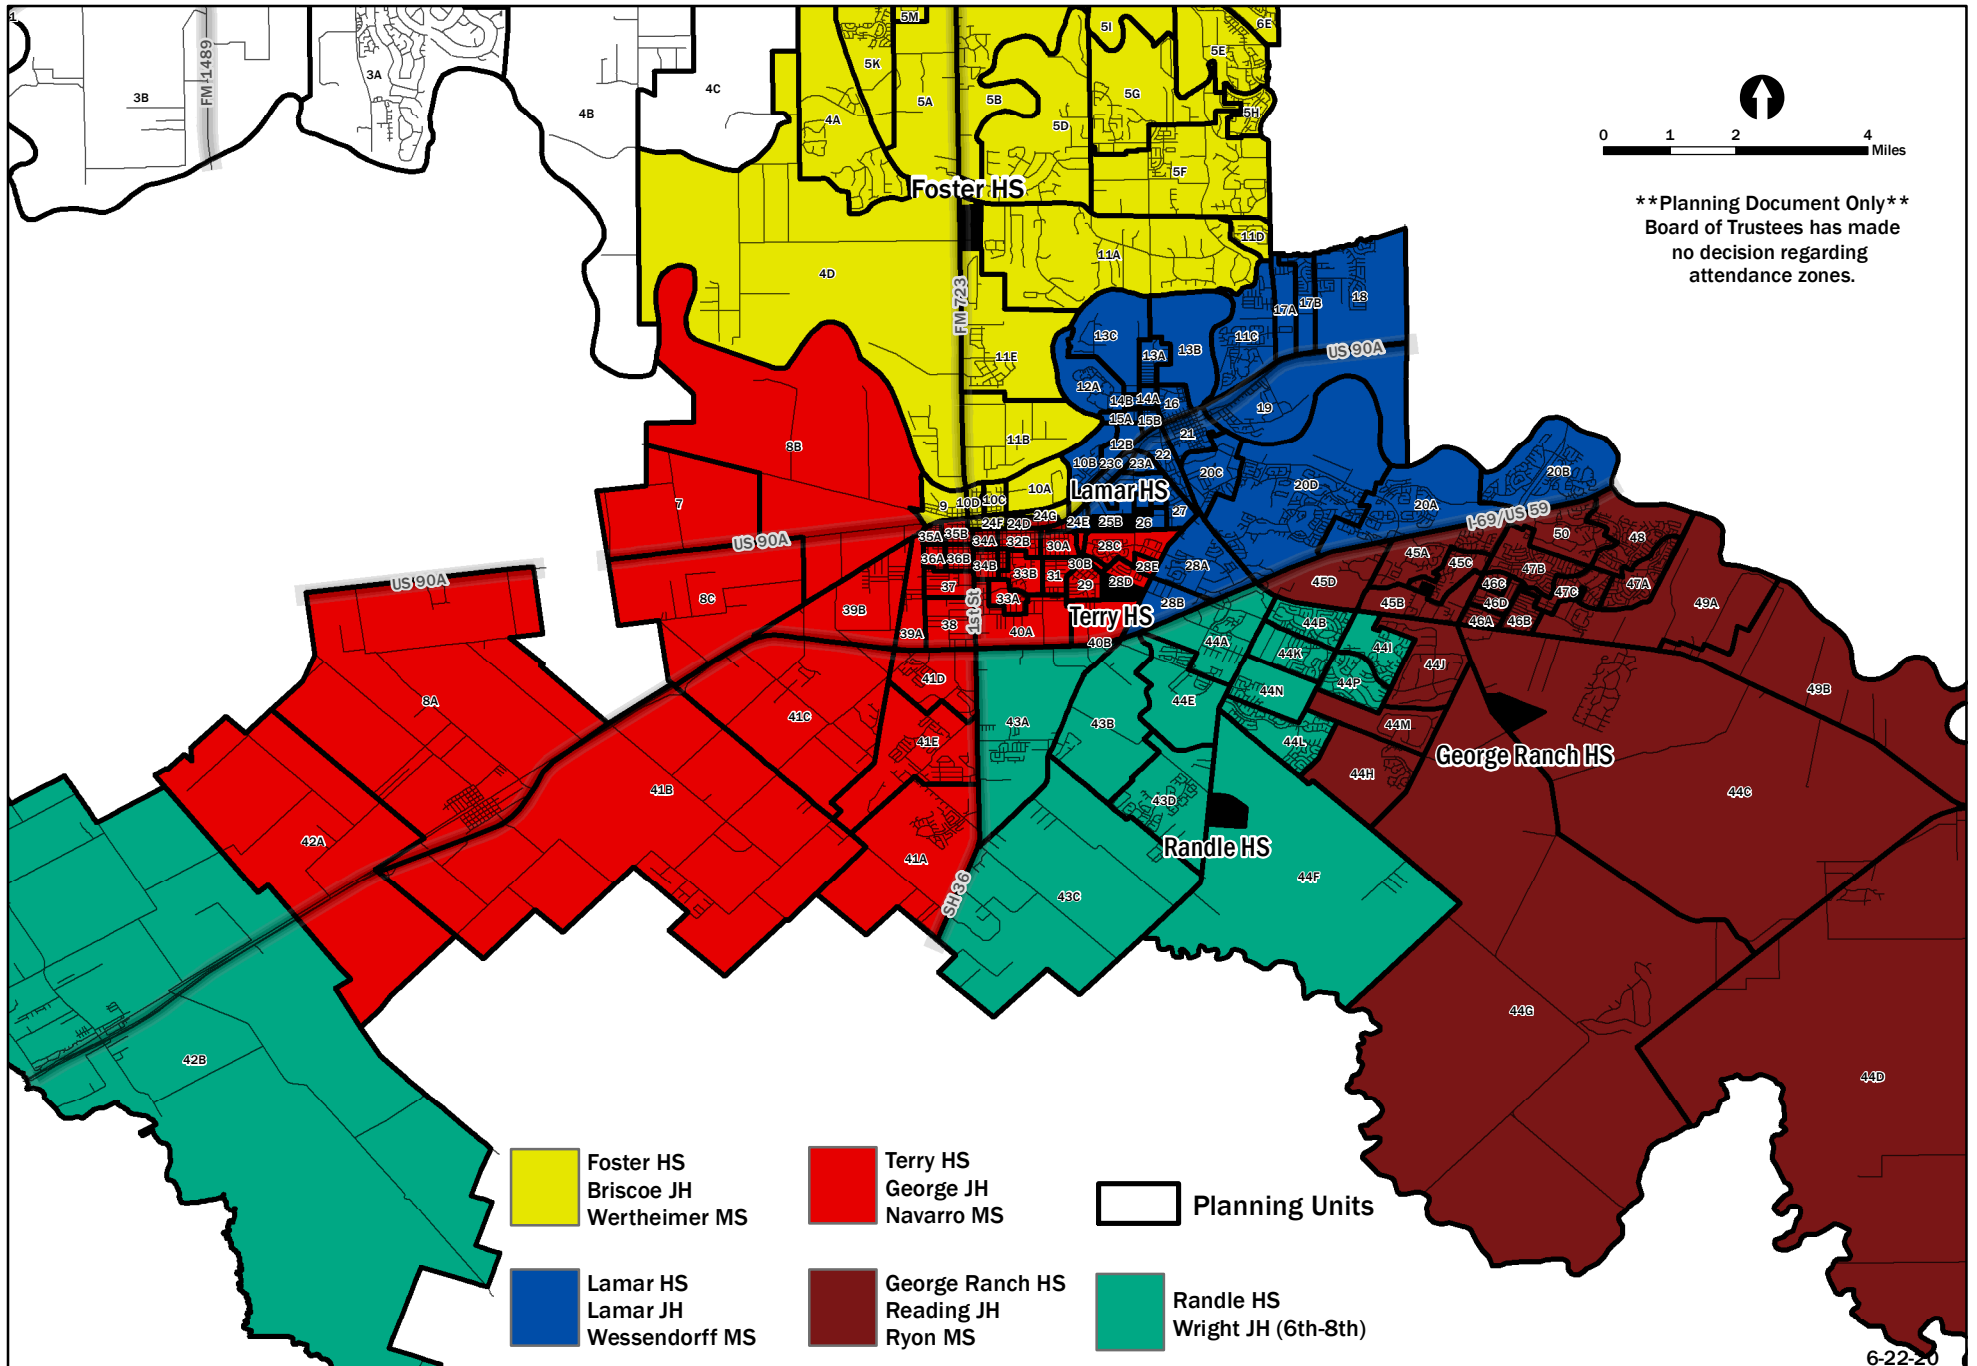 1
FM 1489
3A
3B
4B
4C
5K
5M
5A
4A
5B
5D
5I
5G
5E
6E
5H
5F
0 1 2 4
Miles
**Planning Document Only**
Board of Trustees has made
no decision regarding
attendance zones.
Foster HS
4D
FM 723
11A
11D
11E
11B
13C
13A
13B
11C
17A
17B
18
US 90A
12A
14B
14A
16
15A
15B
19
21
12B
22
10B
23C
23A
20C
Lamar HS
20D
20A
20B
I-69/US 59
8B
7
9
10D
10C
10A
24F
24D
24G
24E
25B
26
27
US 90A
35A
35B
34A
32B
30A
28C
36A
36B
34B
33B
31
30B
29
28D
28E
28A
37
33A
28B
38
1st St
40A
Terry HS
40B
39A
39B
8C
US 90A
8A
41D
41C
41E
41B
41A
42A
42B
SH 36
43A
43B
43C
43D
44A
44B
44K
44I
44E
44N
44P
44L
44J
44M
44H
45D
45A
45B
45C
46C
46D
46A
46B
47B
47C
47A
50
48
49A
49B
George Ranch HS
44C
Randle HS
44F
44G
44D
Foster HS
Briscoe JH
Wertheimer MS
Terry HS
George JH
Navarro MS
Planning Units
Lamar HS
Lamar JH
Wessendorff MS
George Ranch HS
Reading JH
Ryon MS
Randle HS
Wright JH (6th-8th)
6-22-20